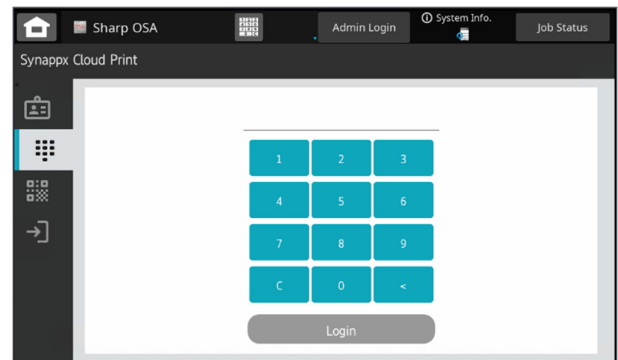 Sharp OSA
Admin Login
System Info.
Job Status
Synappx Cloud Print
1 2 3
4 5 6
7 8 9
C 0 <
Login